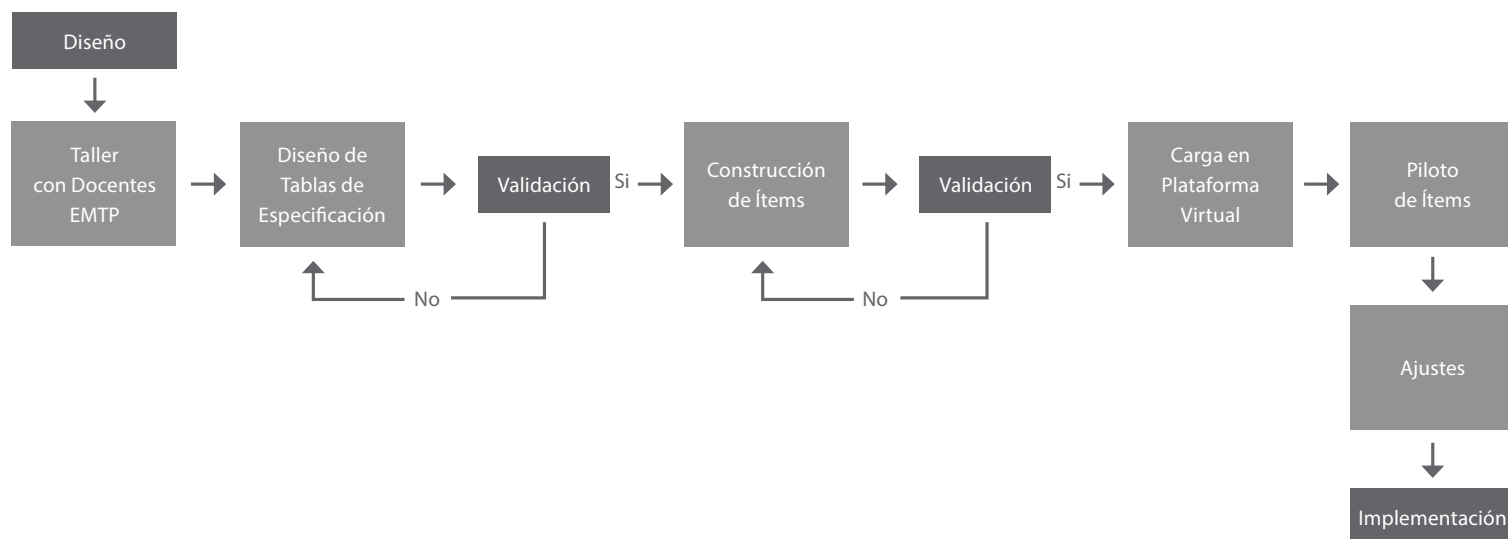 Diseño
Taller
con Docentes
EMTP
Diseño de
Tablas de
Especificación
Validación
Si
No
Construcción
de Ítems
Validación
Si
No
Carga en
Plataforma
Virtual
Piloto
de Ítems
Ajustes
Implementación